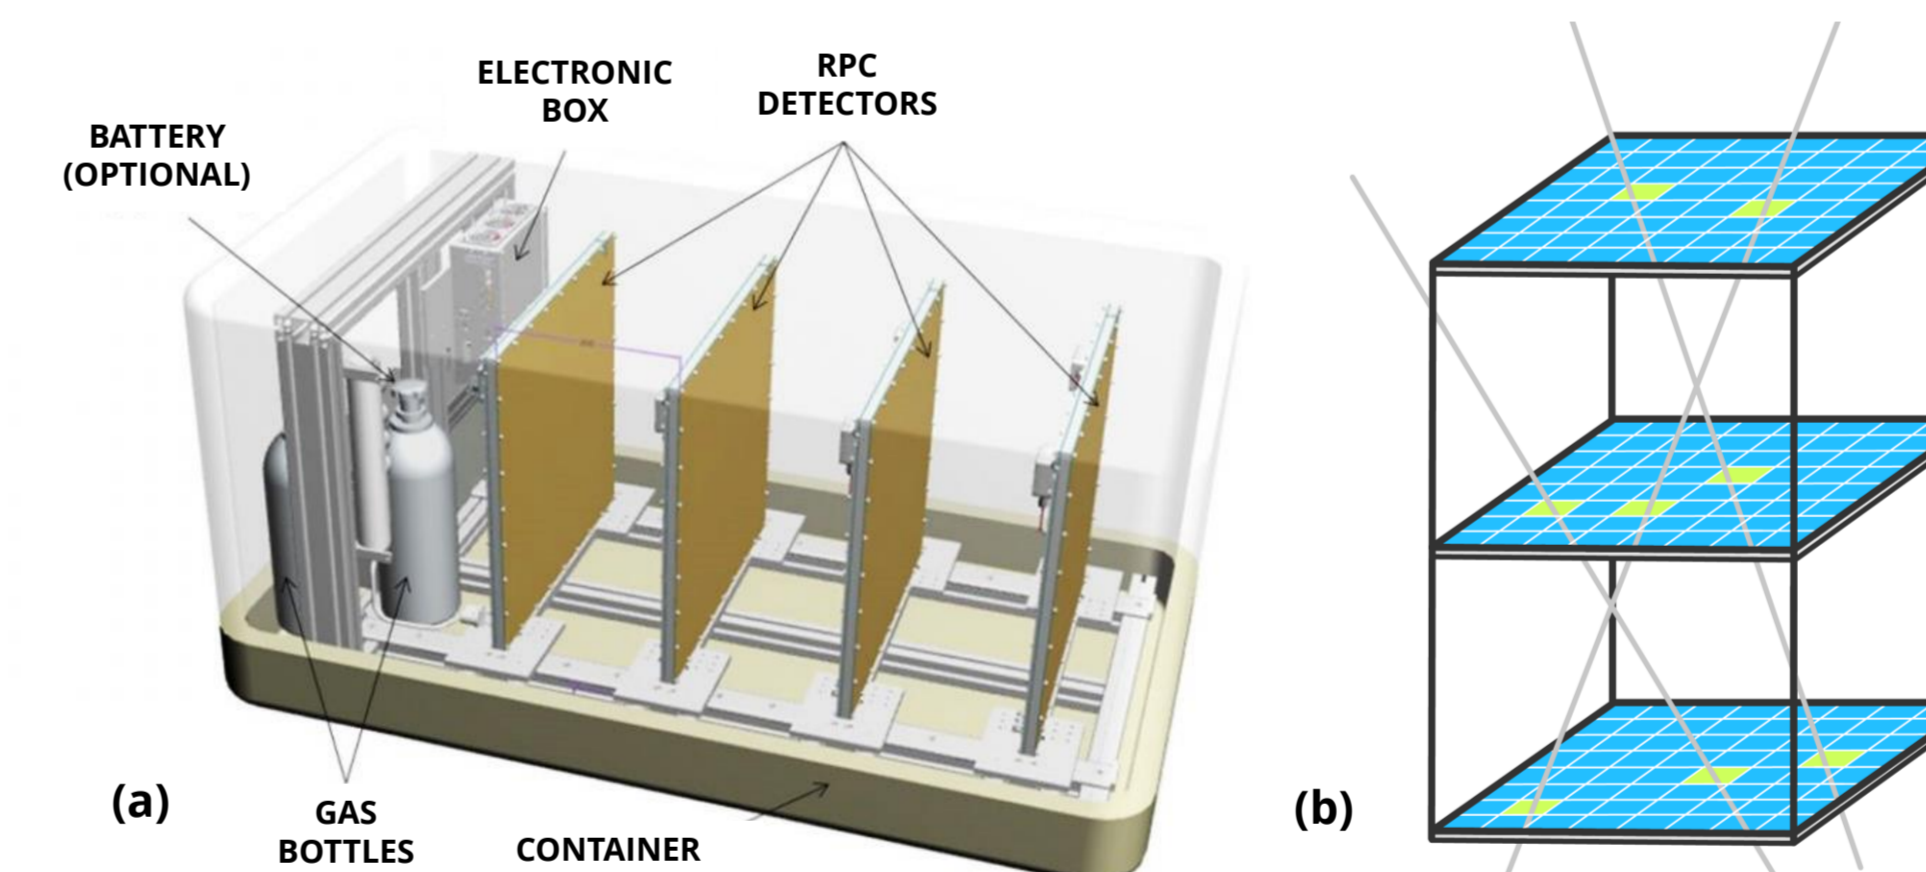 ELECTRONIC
BOX
RPC
DETECTORS
BATTERY
(OPTIONAL)
(a)
GAS
BOTTLES
CONTAINER
(b)